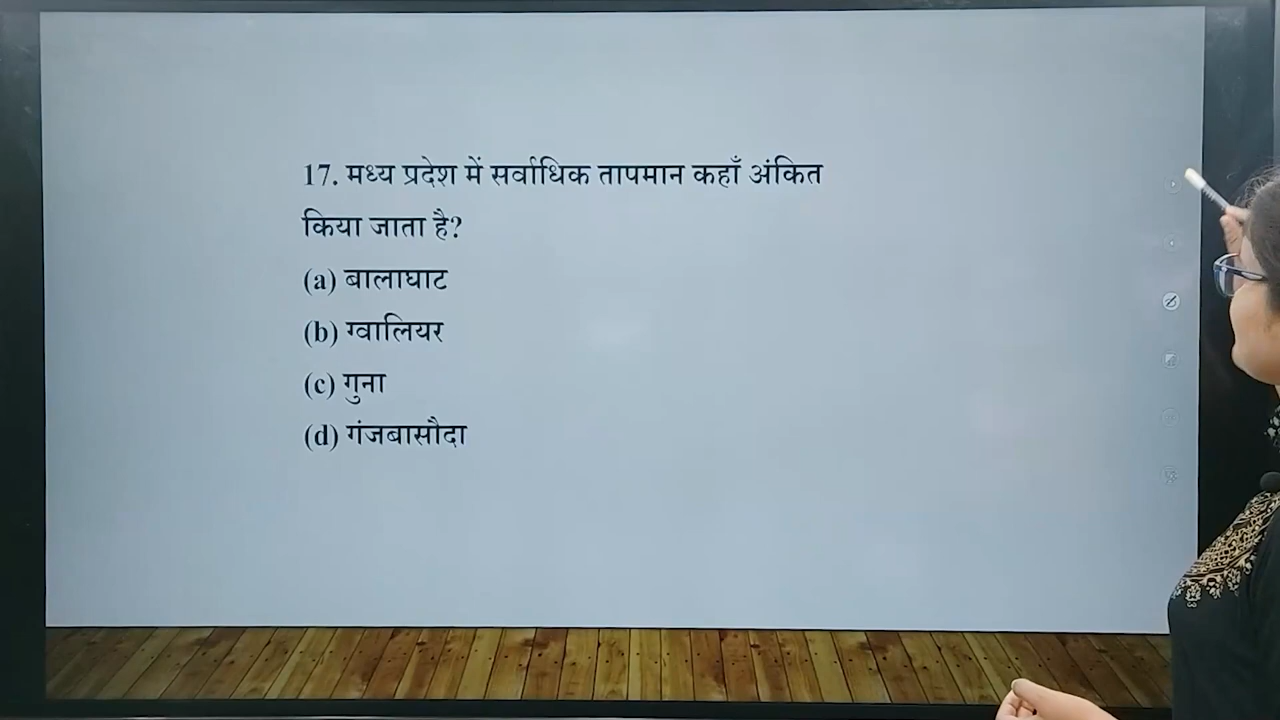 17. मध्य प्रदेश में सर्वाधिक तापमान कहाँ अंकित
किया जाता है?
(a) बालाघाट
(b) ग्वालियर
(c) गुना
(d) गंजबासौदा